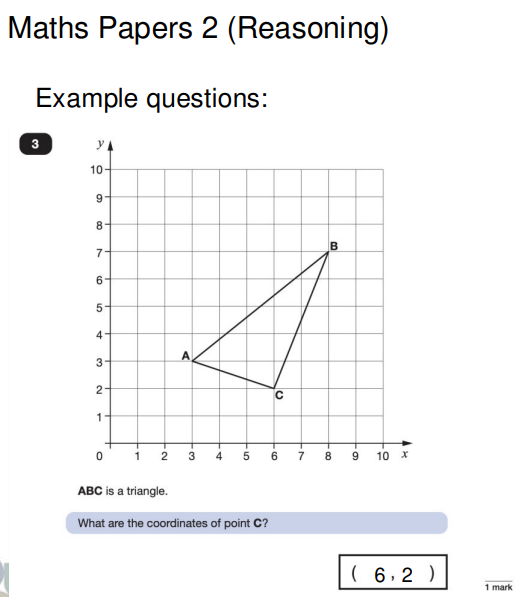 Maths Papers 2 (Reasoning)
Example questions:
3
y
10
9
8
7
6
5
4
3
2
1
B
A
C
0 1 2 3 4 5 6 7 8 9 10 x
ABC is a triangle.
What are the coordinates of point C?
( 6 , 2 )
1 mark